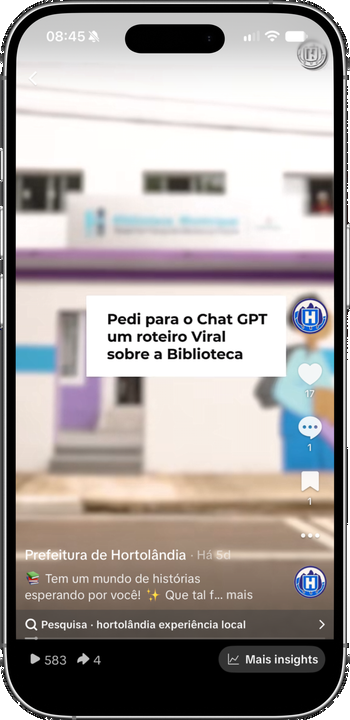 08:45
Biblioteca Municipal
Pedi para o Chat GPT
um roteiro Viral
sobre a Biblioteca
H
17
1
1
Prefeitura de Hortolândia · Há 5d
📚 Tem um mundo de histórias
esperando por você! ✨ Que tal f... mais
Pesquisa · hortolândia experiência local
583
4
Mais insights